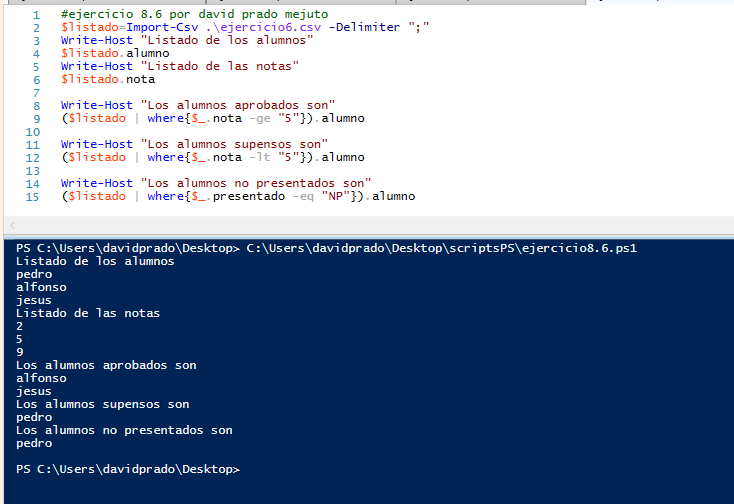 1 #ejercicio 8.6 por david prado mejuto
2 $listado=Import-Csv .\ejercicio6.csv -Delimiter ";"
3 Write-Host "Listado de los alumnos"
4 $listado.alumno
5 Write-Host "Listado de las notas"
6 $listado.nota
7
8 Write-Host "Los alumnos aprobados son"
9 ($listado | where{$_.nota -ge "5"}).alumno
10
11 Write-Host "Los alumnos supensos son"
12 ($listado | where{$_.nota -lt "5"}).alumno
13
14 Write-Host "Los alumnos no presentados son"
15 ($listado | where{$_.presentado -eq "NP"}).alumno
PS C:\Users\davidprado\Desktop> C:\Users\davidprado\Desktop\scriptsPS\ejercicio8.6.ps1
Listado de los alumnos
pedro
alfonso
jesus
Listado de las notas
2
5
9
Los alumnos aprobados son
alfonso
jesus
Los alumnos supensos son
pedro
Los alumnos no presentados son
pedro
PS C:\Users\davidprado\Desktop>